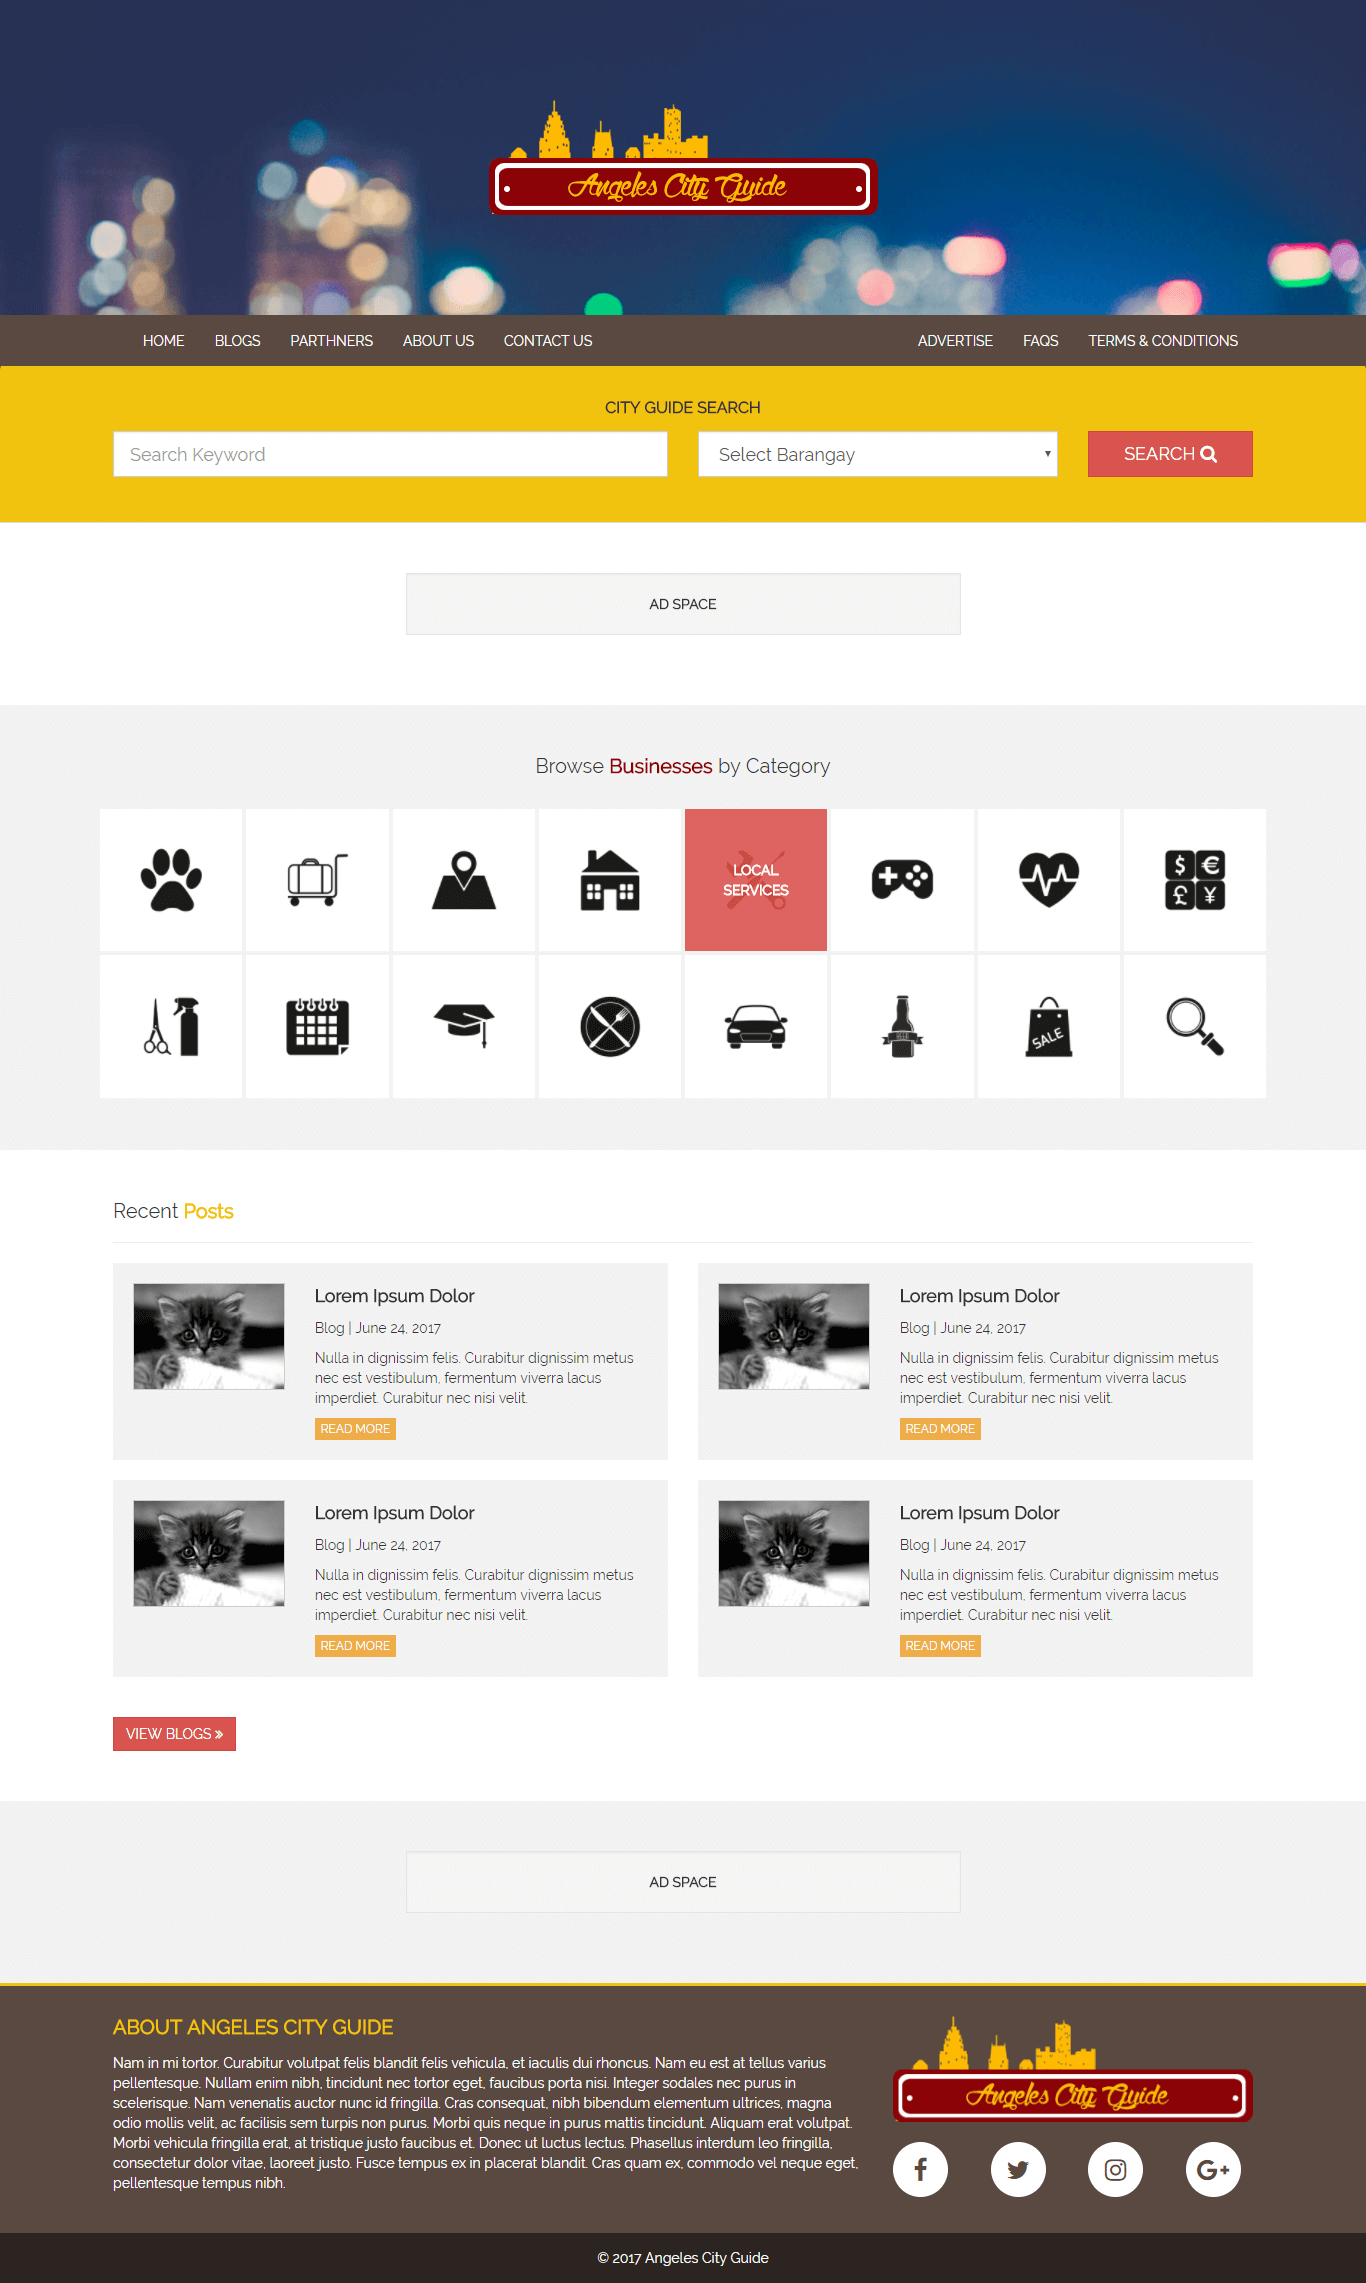 Angeles City Guide
HOME BLOGS PARTHNERS ABOUT US CONTACT US ADVERTISE FAQS TERMS & CONDITIONS
CITY GUIDE SEARCH
Search Keyword Select Barangay SEARCH
AD SPACE
Browse Businesses by Category
LOCAL
SERVICES
SALE
Recent Posts
Lorem Ipsum Dolor
Blog | June 24, 2017
Nulla in dignissim felis. Curabitur dignissim metus
nec est vestibulum, fermentum viverra lacus
imperdiet. Curabitur nec nisi velit.
READ MORE
Lorem Ipsum Dolor
Blog | June 24, 2017
Nulla in dignissim felis. Curabitur dignissim metus
nec est vestibulum, fermentum viverra lacus
imperdiet. Curabitur nec nisi velit.
READ MORE
Lorem Ipsum Dolor
Blog | June 24, 2017
Nulla in dignissim felis. Curabitur dignissim metus
nec est vestibulum, fermentum viverra lacus
imperdiet. Curabitur nec nisi velit.
READ MORE
Lorem Ipsum Dolor
Blog | June 24, 2017
Nulla in dignissim felis. Curabitur dignissim metus
nec est vestibulum, fermentum viverra lacus
imperdiet. Curabitur nec nisi velit.
READ MORE
VIEW BLOGS »
AD SPACE
ABOUT ANGELES CITY GUIDE
Nam in mi tortor. Curabitur volutpat felis blandit felis vehicula, et iaculis dui rhoncus. Nam eu est at tellus varius
pellentesque. Nullam enim nibh, tincidunt nec tortor eget, faucibus porta nisi. Integer sodales nec purus in
scelerisque. Nam venenatis auctor nunc id fringilla. Cras consequat, nibh bibendum elementum ultrices, magna
odio mollis velit, ac facilisis sem turpis non purus. Morbi quis neque in purus mattis tincidunt. Aliquam erat volutpat.
Morbi vehicula fringilla erat, at tristique justo faucibus et. Donec ut luctus lectus. Phasellus interdum leo fringilla,
consectetur dolor vitae, laoreet justo. Fusce tempus ex in placerat blandit. Cras quam ex, commodo vel neque eget,
pellentesque tempus nibh.
Angeles City Guide
© 2017 Angeles City Guide